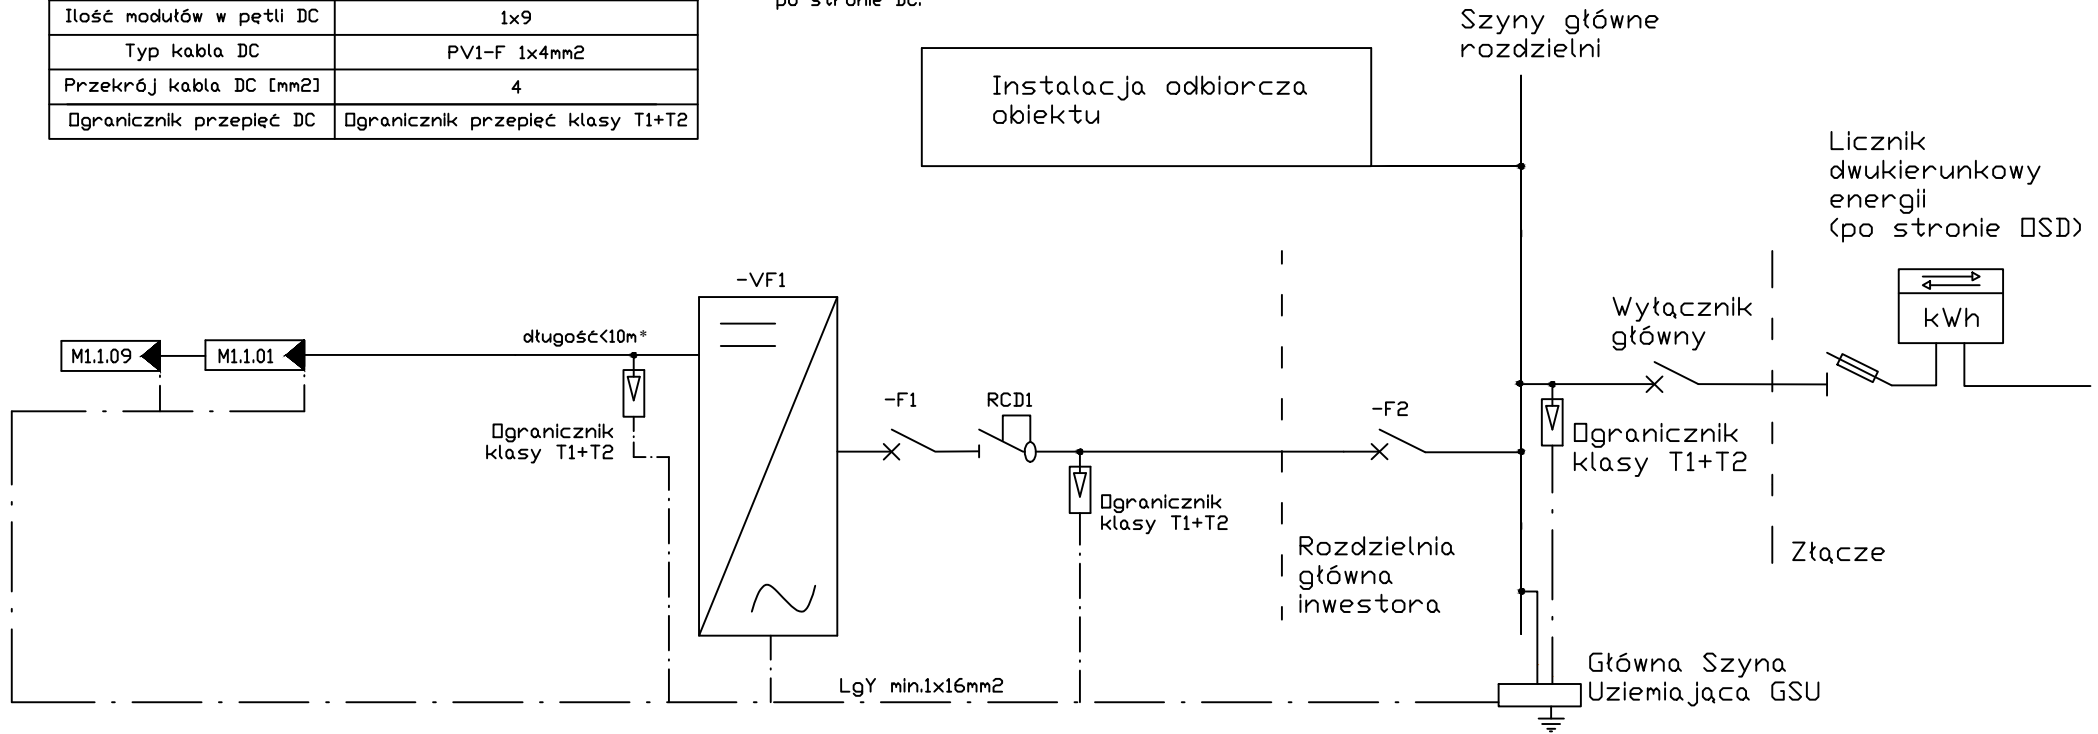 Ilość modułów w pętli DC 1x9
Typ kabla DC PV1-F 1x4mm2
Przekrój kabla DC [mm2] 4
Ogranicznik przepięć DC Ogranicznik przepięć klasy T1+T2
po stronie DC.
Szyny główne
rozdzielni
Instalacja odbiorcza
obiektu
Licznik
dwukierunkowy
energii
(po stronie OSD)
kWh
Wyłącznik
główny
-VF1
długość<10m*
M1.1.09
M1.1.01
Ogranicznik
klasy T1+T2
-F1
RCD1
-F2
Ogranicznik
klasy T1+T2
Ogranicznik
klasy T1+T2
Rozdzielnia
główna
inwestora
Złącze
LgY min.1x16mm2
Główna Szyna
Uziemiająca GSU